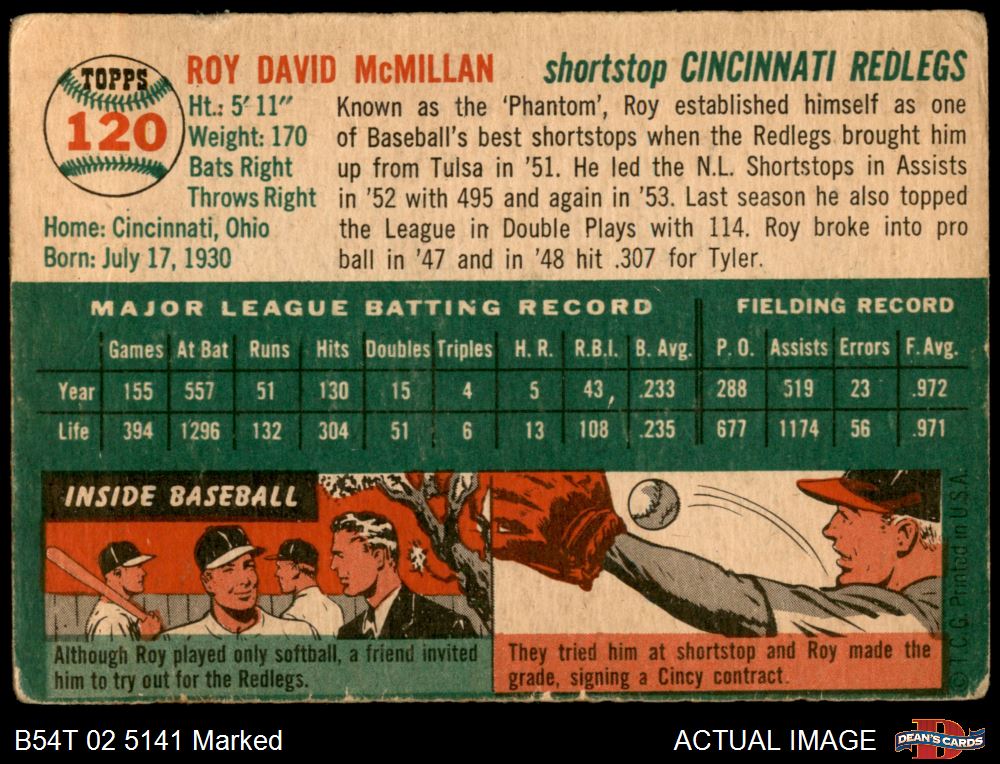 TOPPS
120
ROY DAVID McMILLAN
shortstop CINCINNATI REDLEGS
Ht.: 5' 11"
Weight: 170
Bats Right
Throws Right
Home: Cincinnati, Ohio
Born: July 17, 1930
Known as the 'Phantom', Roy established himself as one
of Baseball's best shortstops when the Redlegs brought him
up from Tulsa in '51. He led the N.L. Shortstops in Assists
in '52 with 495 and again in '53. Last season he also topped
the League in Double Plays with 114. Roy broke into pro
ball in '47 and in '48 hit .307 for Tyler.
MAJOR LEAGUE BATTING RECORD FIELDING RECORD
Games At Bat Runs Hits Doubles Triples H. R. R.B.I. B. Avg. P. O. Assists Errors F. Avg.
Year 155 557 51 130 15 4 5 43 .233 288 519 23 .972
Life 394 1296 132 304 51 6 13 108 .235 677 1174 56 .971
INSIDE BASEBALL
Although Roy played only softball, a friend invited
him to try out for the Redlegs.
They tried him at shortstop and Roy made the
grade, signing a Cincy contract.
© T.C.G. Printed in U.S.A.
B54T 02 5141 Marked
ACTUAL IMAGE
DEAN'S CARDS